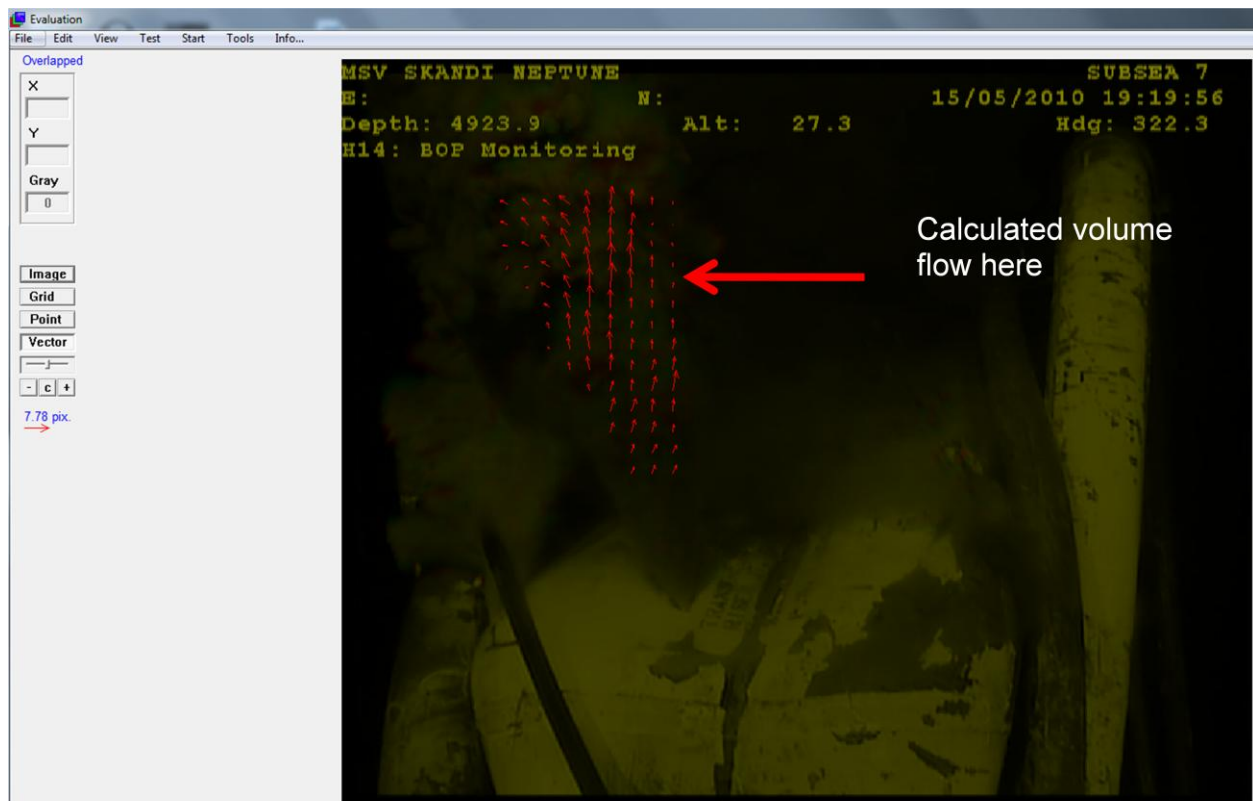 Evaluation
File Edit View Test Start Tools Info...
Overlapped
X
Y
Gray
0
Image
Grid
Point
Vector
- c +
7.78 pix.
MSV SKANDI NEPTUNE SUBSEA 7
E: N: 15/05/2010 19:19:56
Depth: 4923.9 Alt: 27.3 Hdg: 322.3
H14: BOP Monitoring
Calculated volume
flow here